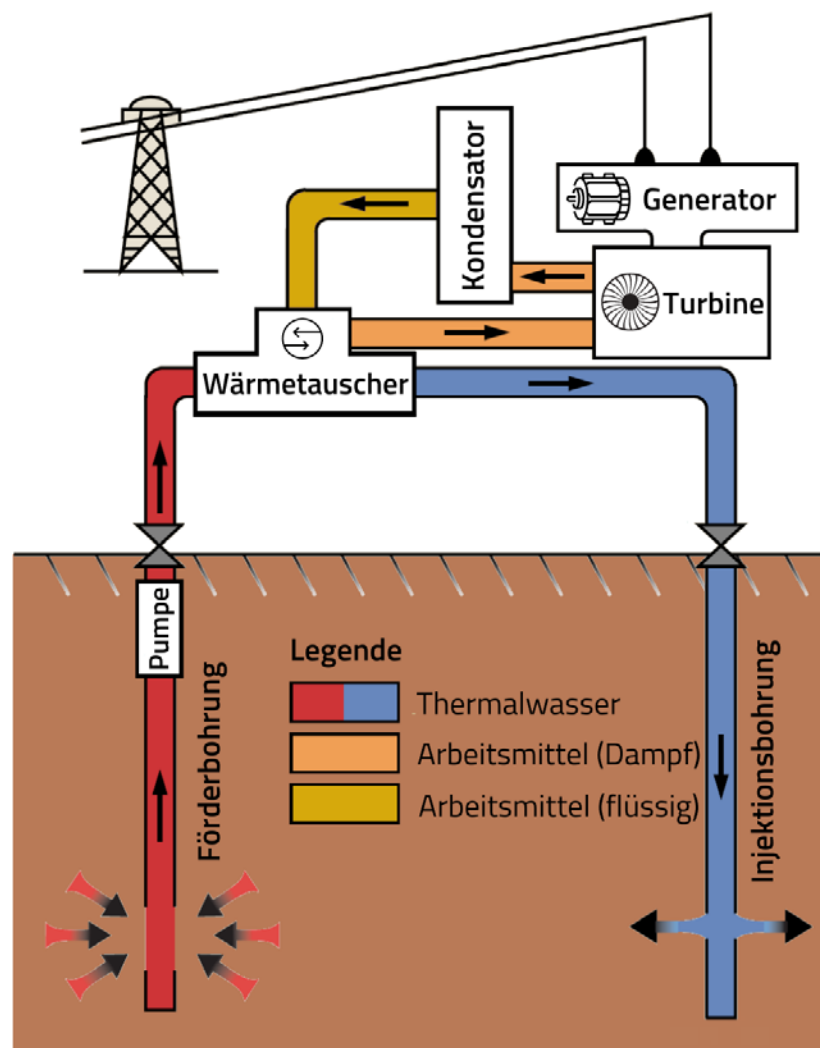 Kondensator
Generator
Turbine
Wärmetauscher
Pumpe
Förderbohrung
Legende
Thermalwasser
Arbeitsmittel (Dampf)
Arbeitsmittel (flüssig)
Injektionsbohrung